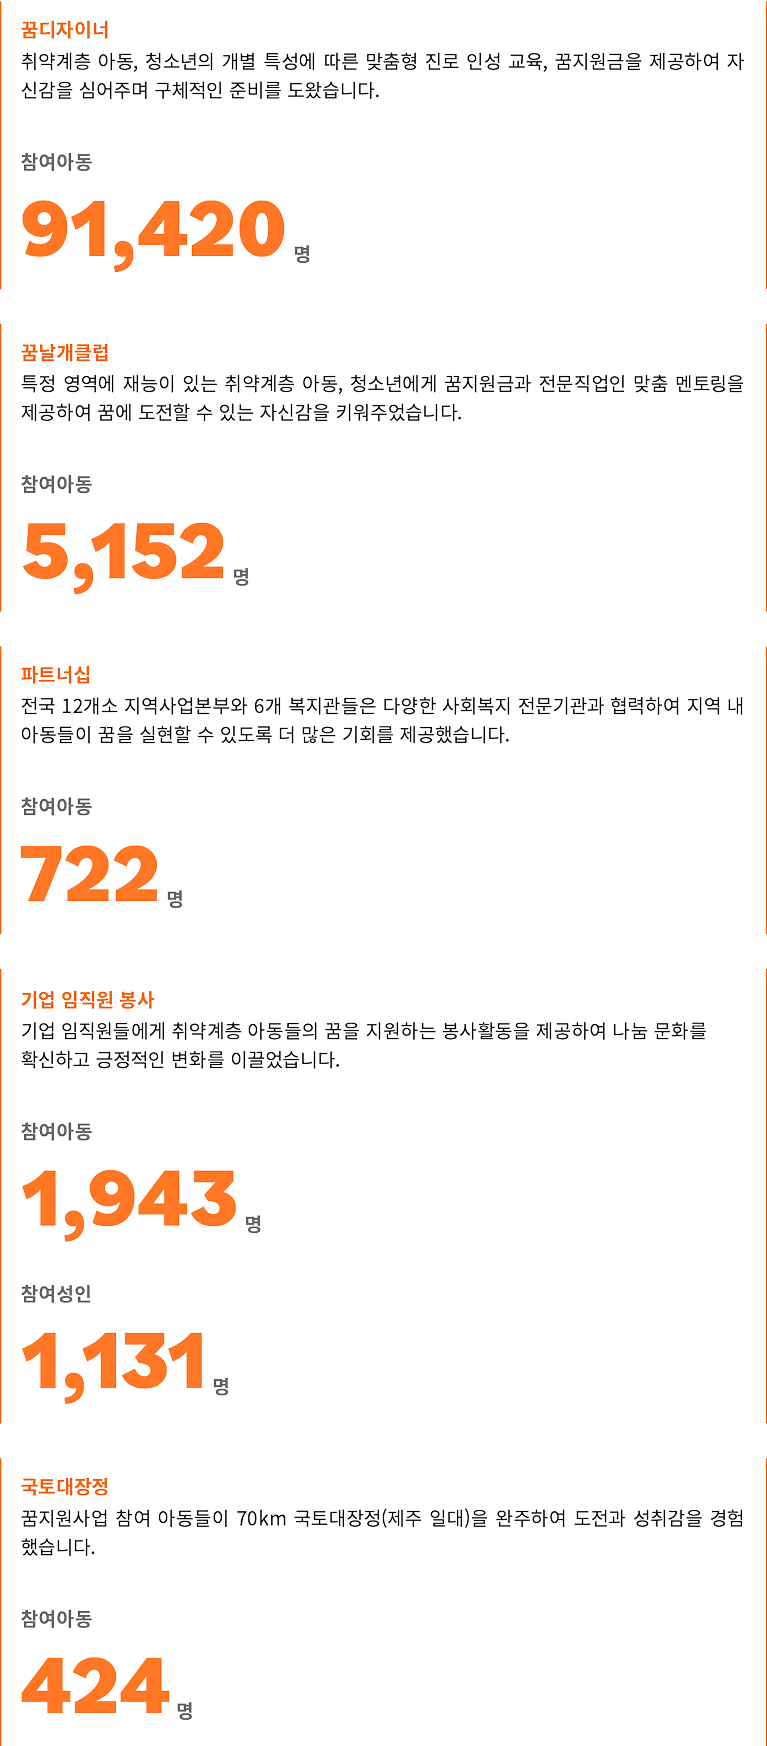 꿈디자이너
취약계층 아동, 청소년의 개별 특성에 따른 맞춤형 진로 인성 교육, 꿈지원금을 제공하여 자
신감을 심어주며 구체적인 준비를 도왔습니다.
참여아동
91,420 명
꿈날개클럽
특정 영역에 재능이 있는 취약계층 아동, 청소년에게 꿈지원금과 전문직업인 맞춤 멘토링을
제공하여 꿈에 도전할 수 있는 자신감을 키워주었습니다.
참여아동
5,152 명
파트너십
전국 12개소 지역사업본부와 6개 복지관들은 다양한 사회복지 전문기관과 협력하여 지역 내
아동들이 꿈을 실현할 수 있도록 더 많은 기회를 제공했습니다.
참여아동
722 명
기업 임직원 봉사
기업 임직원들에게 취약계층 아동들의 꿈을 지원하는 봉사활동을 제공하여 나눔 문화를
확신하고 긍정적인 변화를 이끌었습니다.
참여아동
1,943 명
참여성인
1,131 명
국토대장정
꿈지원사업 참여 아동들이 70km 국토대장정(제주 일대)을 완주하여 도전과 성취감을 경험
했습니다.
참여아동
424 명